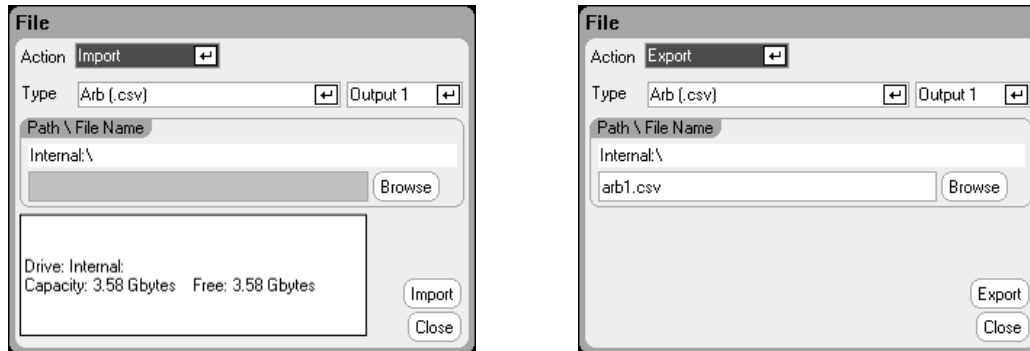 File
Action Import
Type Arb (.csv) Output 1
Path \ File Name
Internal:\
Browse
Drive: Internal:
Capacity: 3.58 Gbytes Free: 3.58 Gbytes
Import
Close
File
Action Export
Type Arb (.csv) Output 1
Path \ File Name
Internal:\
arb1.csv Browse
Export
Close